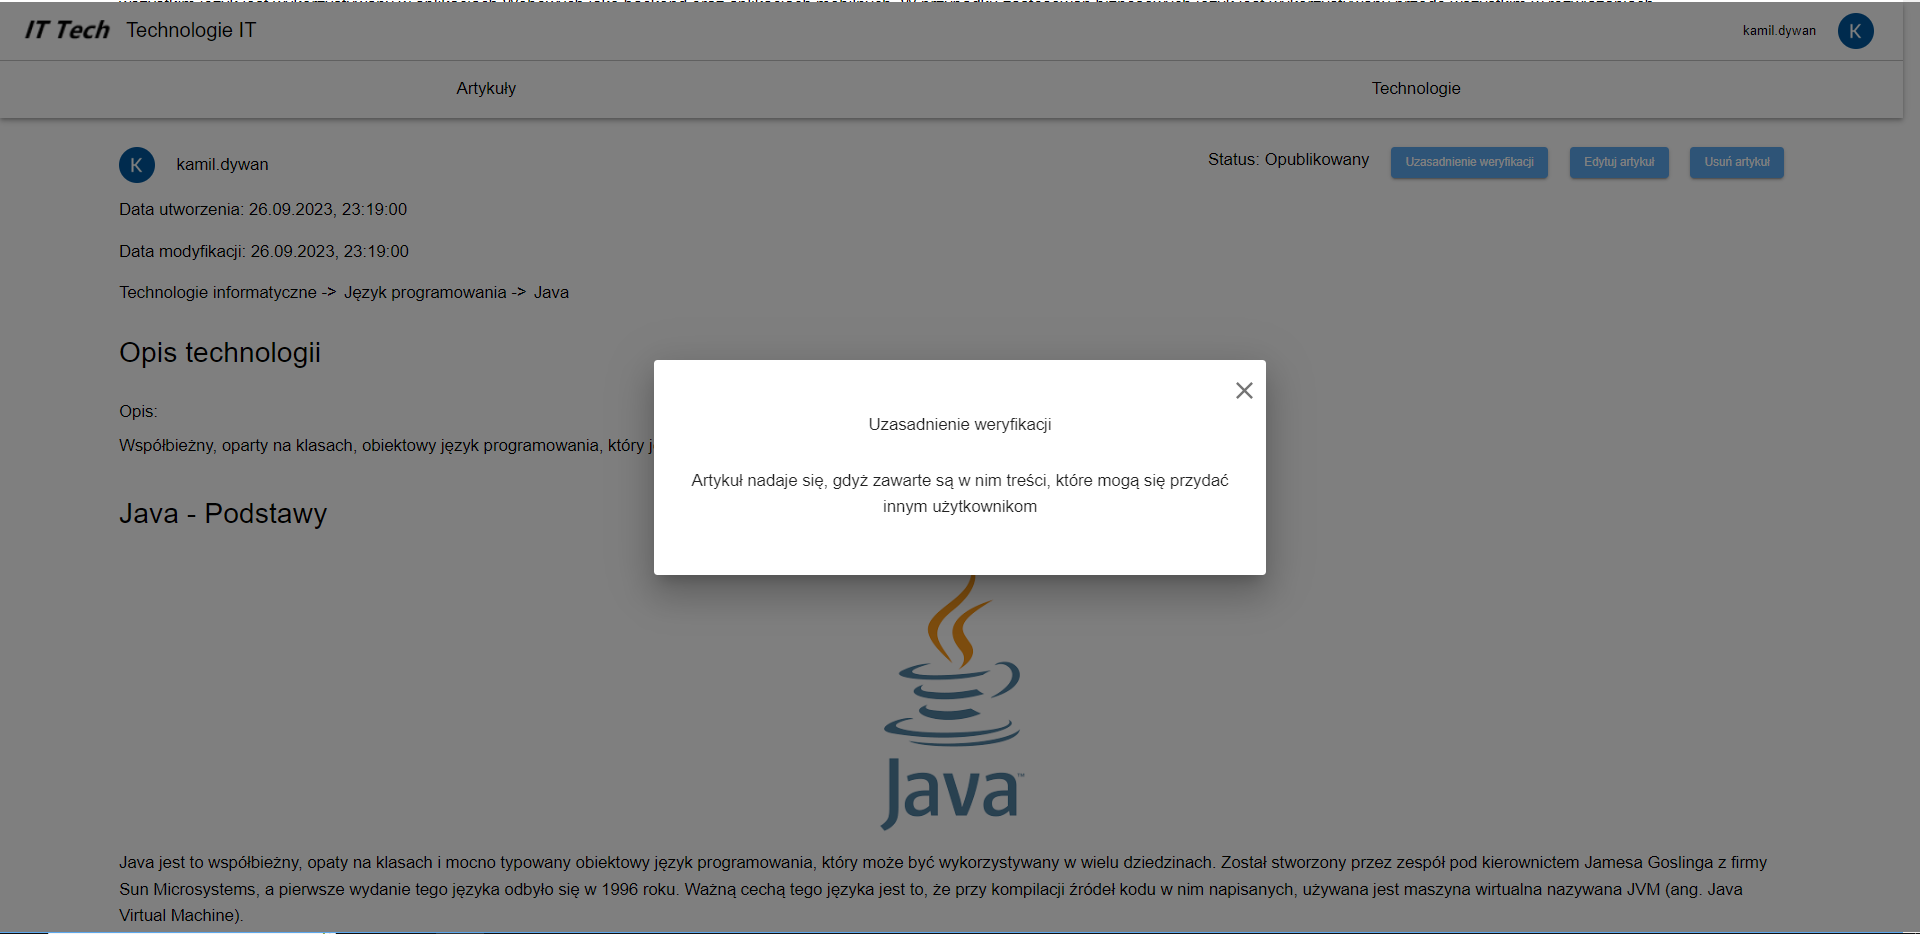 IT Tech Technologie IT
kamil.dywan K
Artykuły Technologie
K kamil.dywan
Status: Opublikowany Uzasadnienie weryfikacji Edytuj artykuł Usuń artykuł
Data utworzenia: 26.09.2023, 23:19:00
Data modyfikacji: 26.09.2023, 23:19:00
Technologie informatyczne -> Język programowania -> Java
Opis technologii
Opis:
Współbieżny, oparty na klasach, obiektowy język programowania, który
Uzasadnienie weryfikacji
Artykuł nadaje się, gdyż zawarte są w nim treści, które mogą się przydać
innym użytkownikom
Java - Podstawy
Java™
Java jest to współbieżny, opaty na klasach i mocno typowany obiektowy język programowania, który może być wykorzystywany w wielu dziedzinach. Został stworzony przez zespół pod kierownictem Jamesa Goslinga z firmy
Sun Microsystems, a pierwsze wydanie tego języka odbyło się w 1996 roku. Ważną cechą tego języka jest to, że przy kompilacji źródeł kodu w nim napisanych, używana jest maszyna wirtualna nazywana JVM (ang. Java
Virtual Machine).